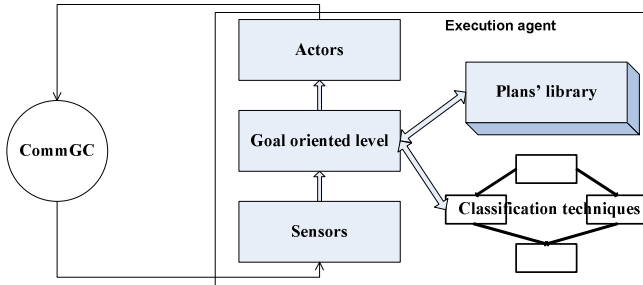 Execution agent
Actors
Plans' library
Goal oriented level
CommGC
Classification techniques
Sensors